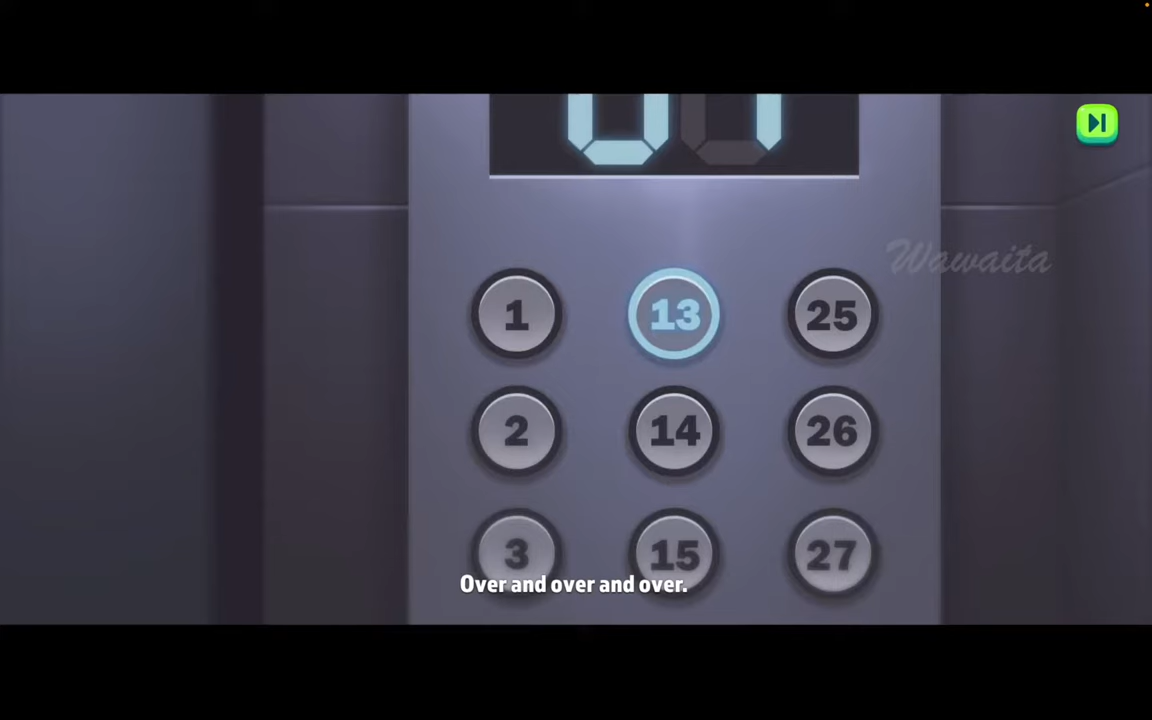 Wawaita
1 13 25
2 14 26
3 15 27
Over and over and over.